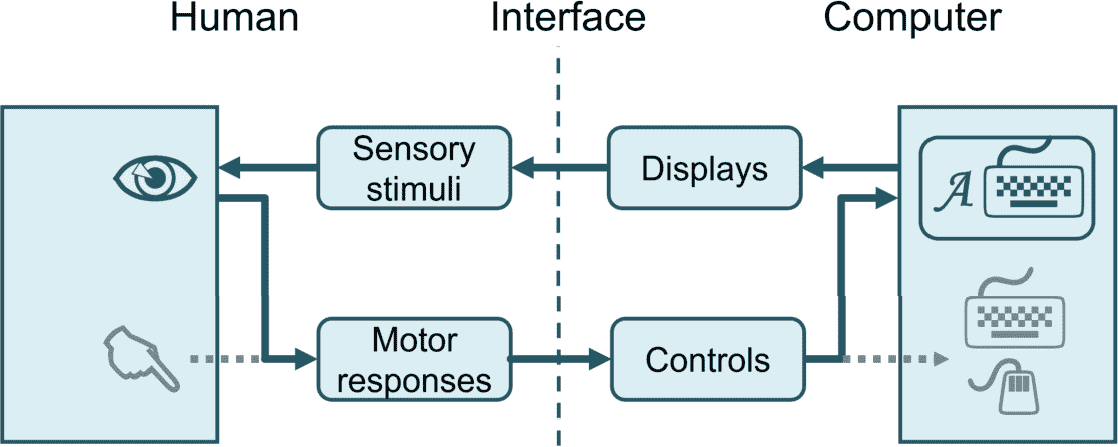 Human Interface Computer
Sensory
stimuli
Displays
𝒜
Motor
responses
Controls